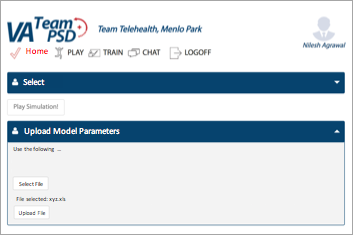 VA Team PSD
Team Telehealth, Menlo Park
Nilesh Agrawal
Home PLAY TRAIN CHAT LOGOFF
Select
Play Simulation!
Upload Model Parameters
Use the following ...
Select File
File selected: xyz.xls
Upload File